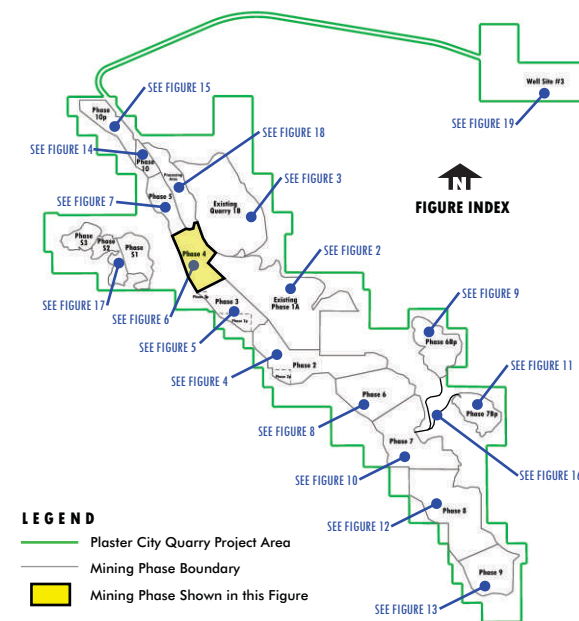 Well Site #3
SEE FIGURE 19
SEE FIGURE 15
Phase
10p
SEE FIGURE 18
SEE FIGURE 14
Phase
10
Processing
Area
SEE FIGURE 3
N
FIGURE INDEX
SEE FIGURE 7
Phase 5
Existing
Quarry 1B
Phase
S3
Phase
S2
Phase
S1
Phase 4
SEE FIGURE 2
SEE FIGURE 17
SEE FIGURE 6
Phase 3
Existing
Phase 1A
SEE FIGURE 9
Phase 6Bp
SEE FIGURE 5
SEE FIGURE 4
Phase 2
SEE FIGURE 11
Phase 6
Phase 7Bp
SEE FIGURE 8
Phase 7
SEE FIGURE 16
SEE FIGURE 10
Phase 8
SEE FIGURE 12
Phase 9
SEE FIGURE 13
LEGEND
Plaster City Quarry Project Area
Mining Phase Boundary
Mining Phase Shown in this Figure